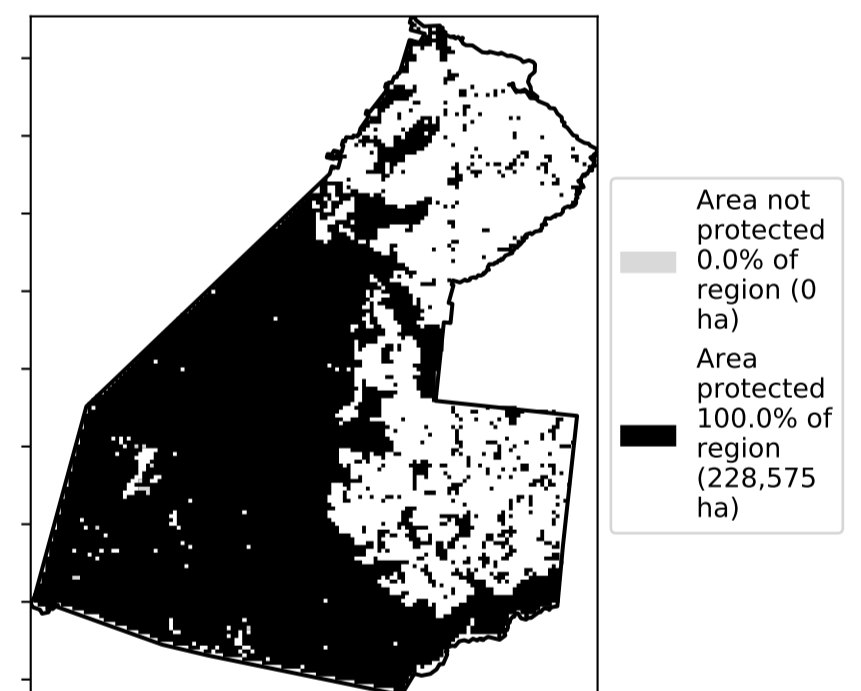 Area not
protected
0.0% of
region (0
ha)
Area
protected
100.0% of
region
(228,575
ha)